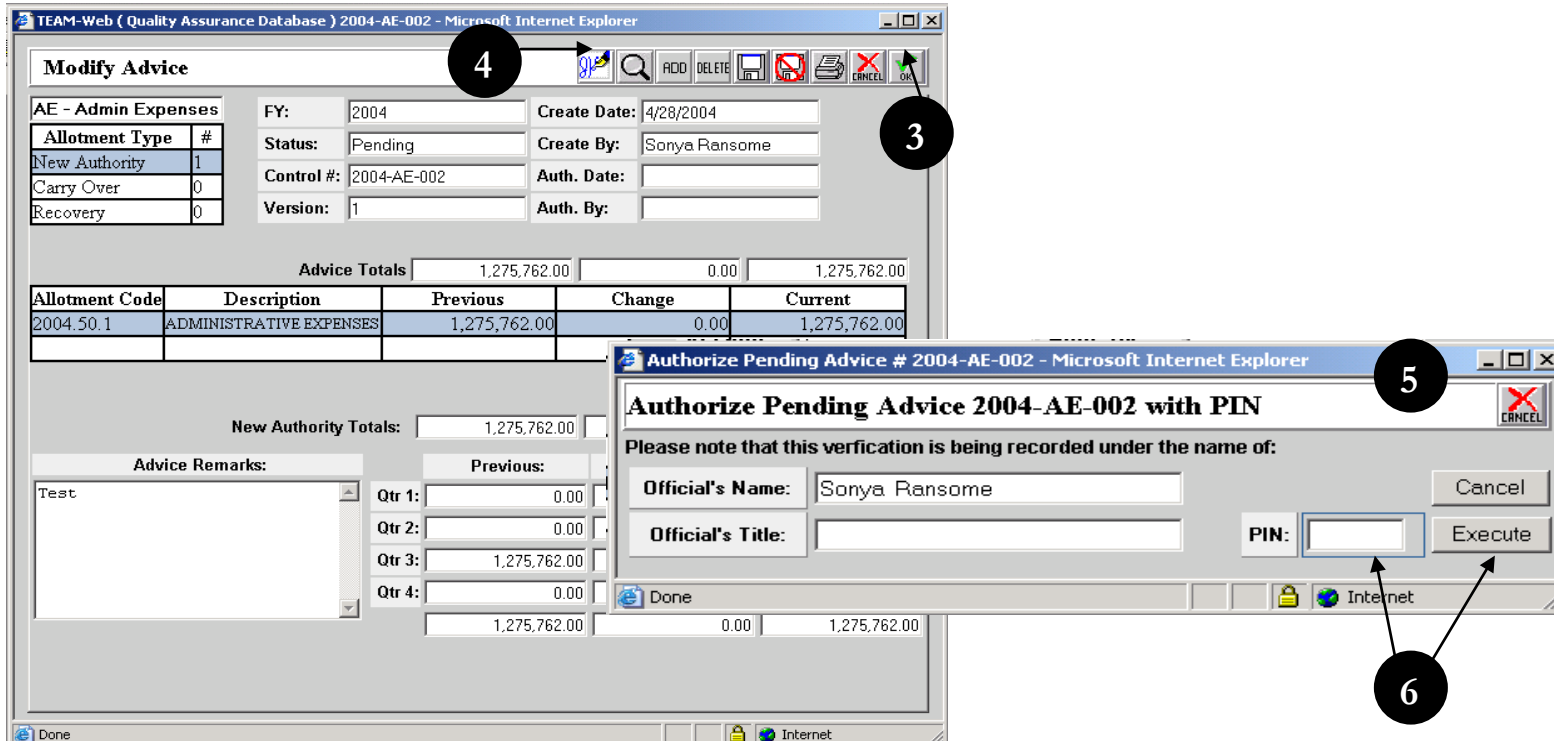 TEAM-Web ( Quality Assurance Database ) 2004-AE-002 - Microsoft Internet Explorer
4
Modify Advice
ADD DELETE CANCEL OK
3
AE - Admin Expenses
Allotment Type #
New Authority 1
Carry Over 0
Recovery 0
FY: 2004 Create Date: 4/28/2004
Status: Pending Create By: Sonya Ransome
Control #: 2004-AE-002 Auth. Date:
Version: 1 Auth. By:
Advice Totals 1,275,762.00 0.00 1,275,762.00
Allotment Code Description Previous Change Current
2004.50.1 ADMINISTRATIVE EXPENSES 1,275,762.00 0.00 1,275,762.00
New Authority Totals: 1,275,762.00
Advice Remarks: Previous:
Test
Qtr 1: 0.00
Qtr 2: 0.00
Qtr 3: 1,275,762.00
Qtr 4: 0.00
1,275,762.00 0.00 1,275,762.00
Done Internet
Authorize Pending Advice # 2004-AE-002 - Microsoft Internet Explorer
5
Authorize Pending Advice 2004-AE-002 with PIN
CANCEL
Please note that this verfication is being recorded under the name of:
Official's Name: Sonya Ransome Cancel
Official's Title: PIN: Execute
Done Internet
6